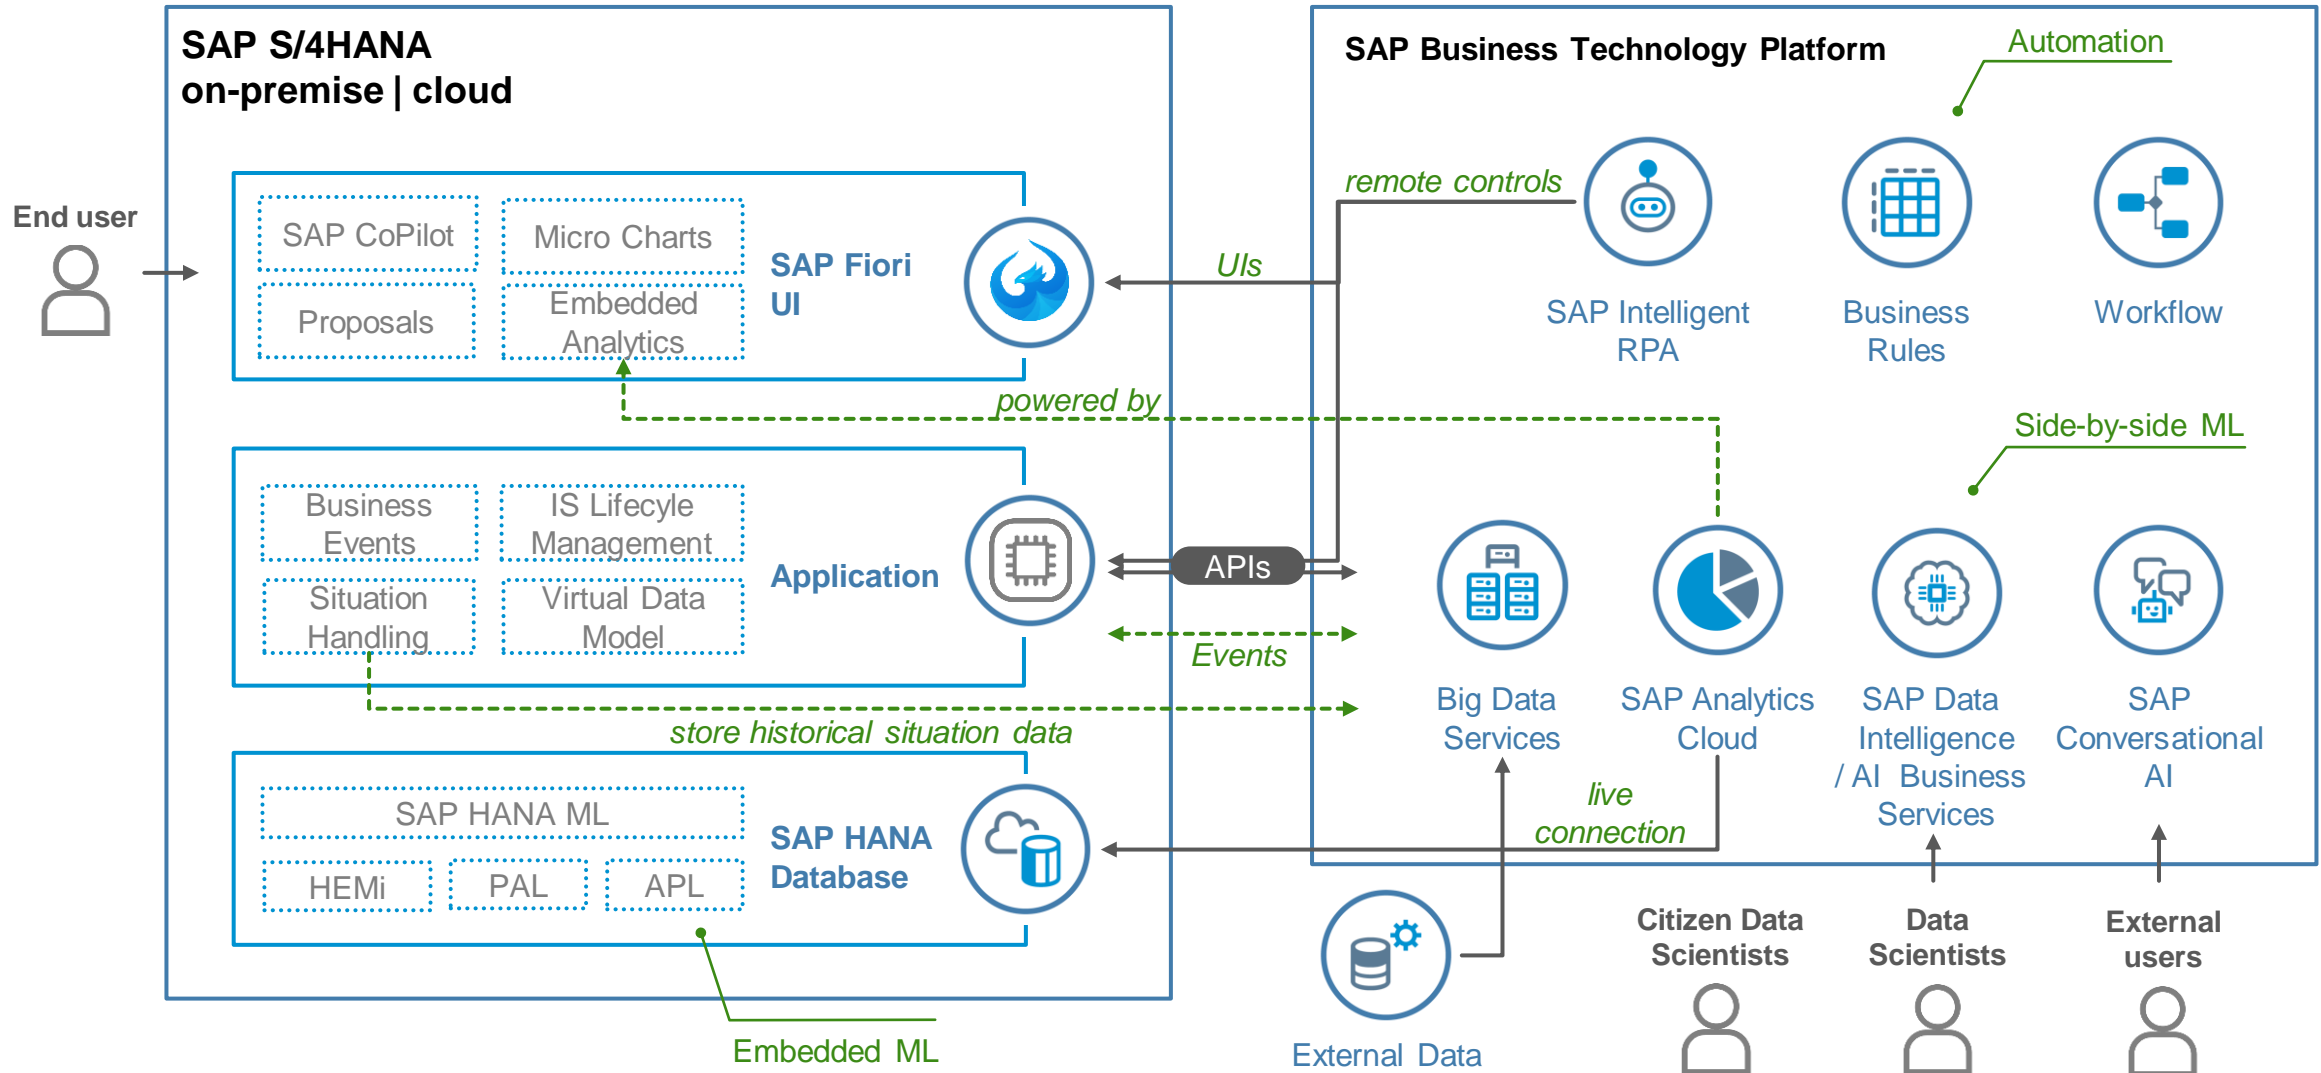 SAP S/4HANA
on-premise | cloud
End user
SAP CoPilot
Micro Charts
Proposals
Embedded
Analytics
SAP Fiori
UI
Business
Events
IS Lifecyle
Management
Situation
Handling
Virtual Data
Model
Application
store historical situation data
SAP HANA ML
HEMi
PAL
APL
SAP HANA
Database
Embedded ML
UIs
powered by
APIs
Events
SAP Business Technology Platform
Automation
remote controls
SAP Intelligent
RPA
Business
Rules
Workflow
Side-by-side ML
Big Data
Services
SAP Analytics
Cloud
SAP Data
Intelligence
/ AI Business
Services
SAP
Conversational
AI
live
connection
External Data
Citizen Data
Scientists
Data
Scientists
External
users